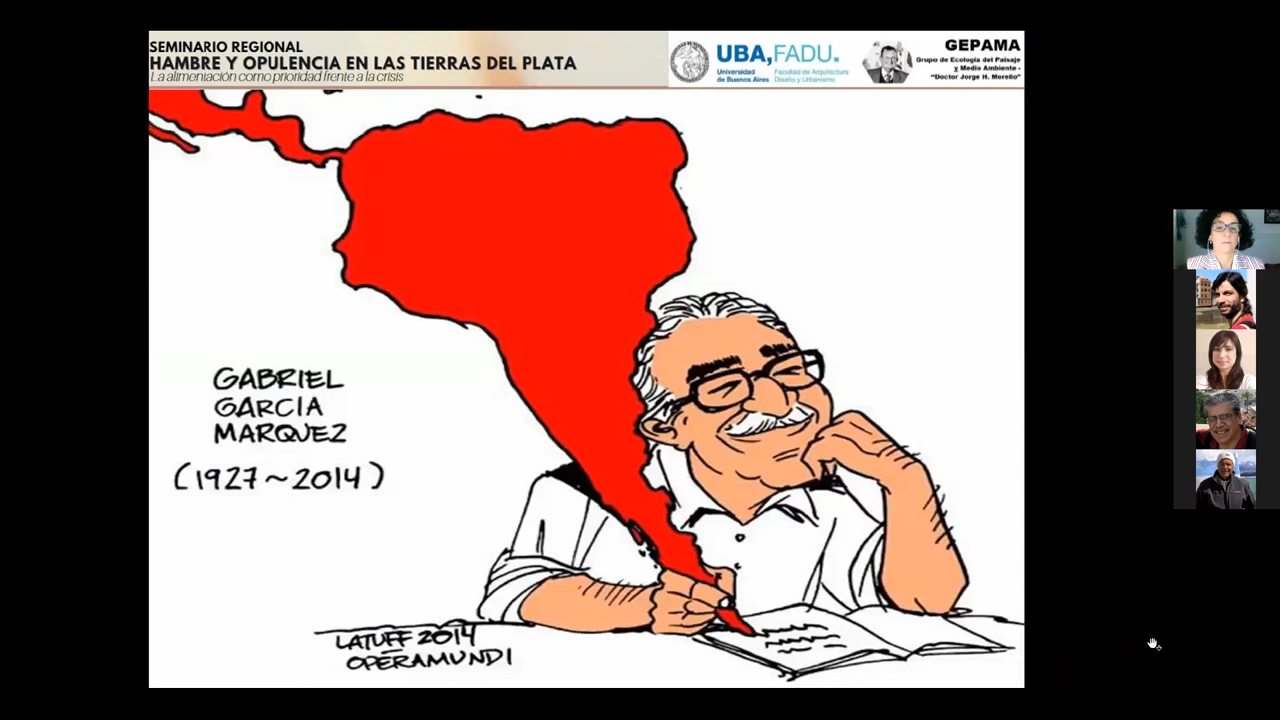 SEMINARIO REGIONAL
HAMBRE Y OPULENCIA EN LAS TIERRAS DEL PLATA
La alimentación como prioridad frente a la crisis
UBA, FADU.
Universidad
de Buenos Aires
Facultad de Arquitectura
Diseño y Urbanismo
GEPAMA
Grupo de Ecología del Paisaje
y Medio Ambiente -
"Doctor Jorge H. Morello"
GABRIEL
GARCIA
MARQUEZ
(1927~2014)
LATUFF 2014
OPERAMUNDI